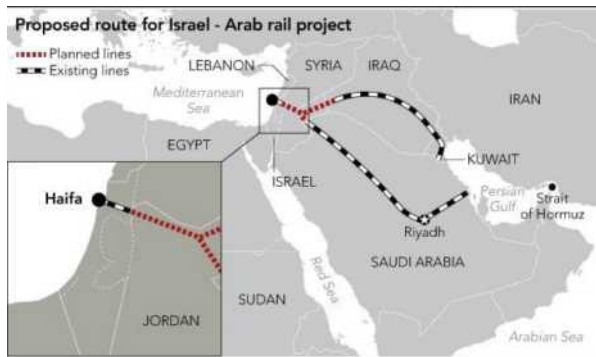 Proposed route for Israel - Arab rail project
Planned lines
Existing lines
LEBANON
SYRIA
IRAQ
Mediterranean
Sea
IRAN
EGYPT
KUWAIT
ISRAEL
Haifa
Persian
Gulf
Strait
of Hormuz
Riyadh
SAUDI ARABIA
Red Sea
SUDAN
JORDAN
Arabian Sea